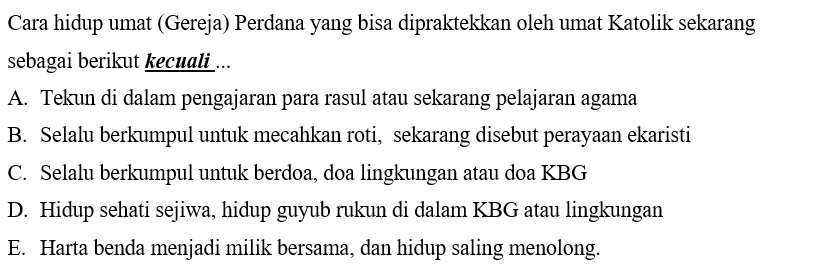 Cara hidup umat (Gereja) Perdana yang bisa dipraktekkan oleh umat Katolik sekarang
sebagai berikut kecuali ...
A. Tekun di dalam pengajaran para rasul atau sekarang pelajaran agama
B. Selalu berkumpul untuk mecahkan roti, sekarang disebut perayaan ekaristi
C. Selalu berkumpul untuk berdoa, doa lingkungan atau doa KBG
D. Hidup sehati sejiwa, hidup guyub rukun di dalam KBG atau lingkungan
E. Harta benda menjadi milik bersama, dan hidup saling menolong.